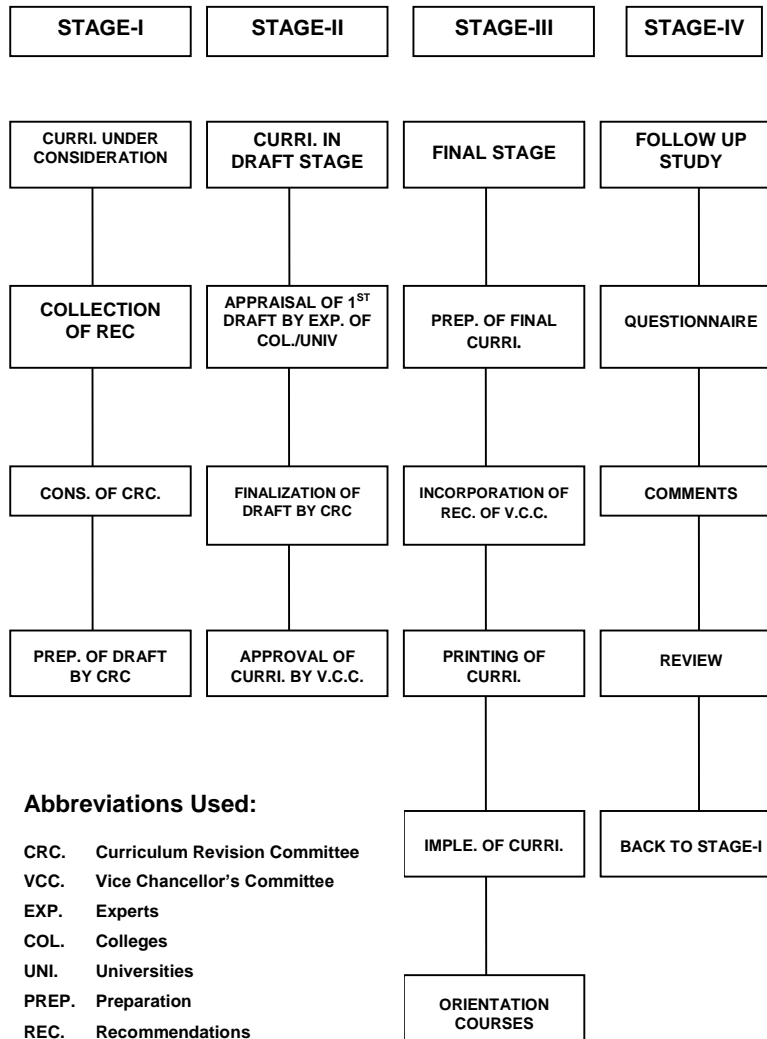 STAGE-I
STAGE-II
STAGE-III
STAGE-IV
CURRI. UNDER
CONSIDERATION
CURRI. IN
DRAFT STAGE
FINAL STAGE
FOLLOW UP
STUDY
COLLECTION
OF REC
APPRAISAL OF 1ST
DRAFT BY EXP. OF
COL./UNIV
PREP. OF FINAL
CURRI.
QUESTIONNAIRE
CONS. OF CRC.
FINALIZATION OF
DRAFT BY CRC
INCORPORATION OF
REC. OF V.C.C.
COMMENTS
PREP. OF DRAFT
BY CRC
APPROVAL OF
CURRI. BY V.C.C.
PRINTING OF
CURRI.
REVIEW
IMPLE. OF CURRI.
BACK TO STAGE-I
ORIENTATION
COURSES
Abbreviations Used:
CRC. Curriculum Revision Committee
VCC. Vice Chancellor’s Committee
EXP. Experts
COL. Colleges
UNI. Universities
PREP. Preparation
REC. Recommendations